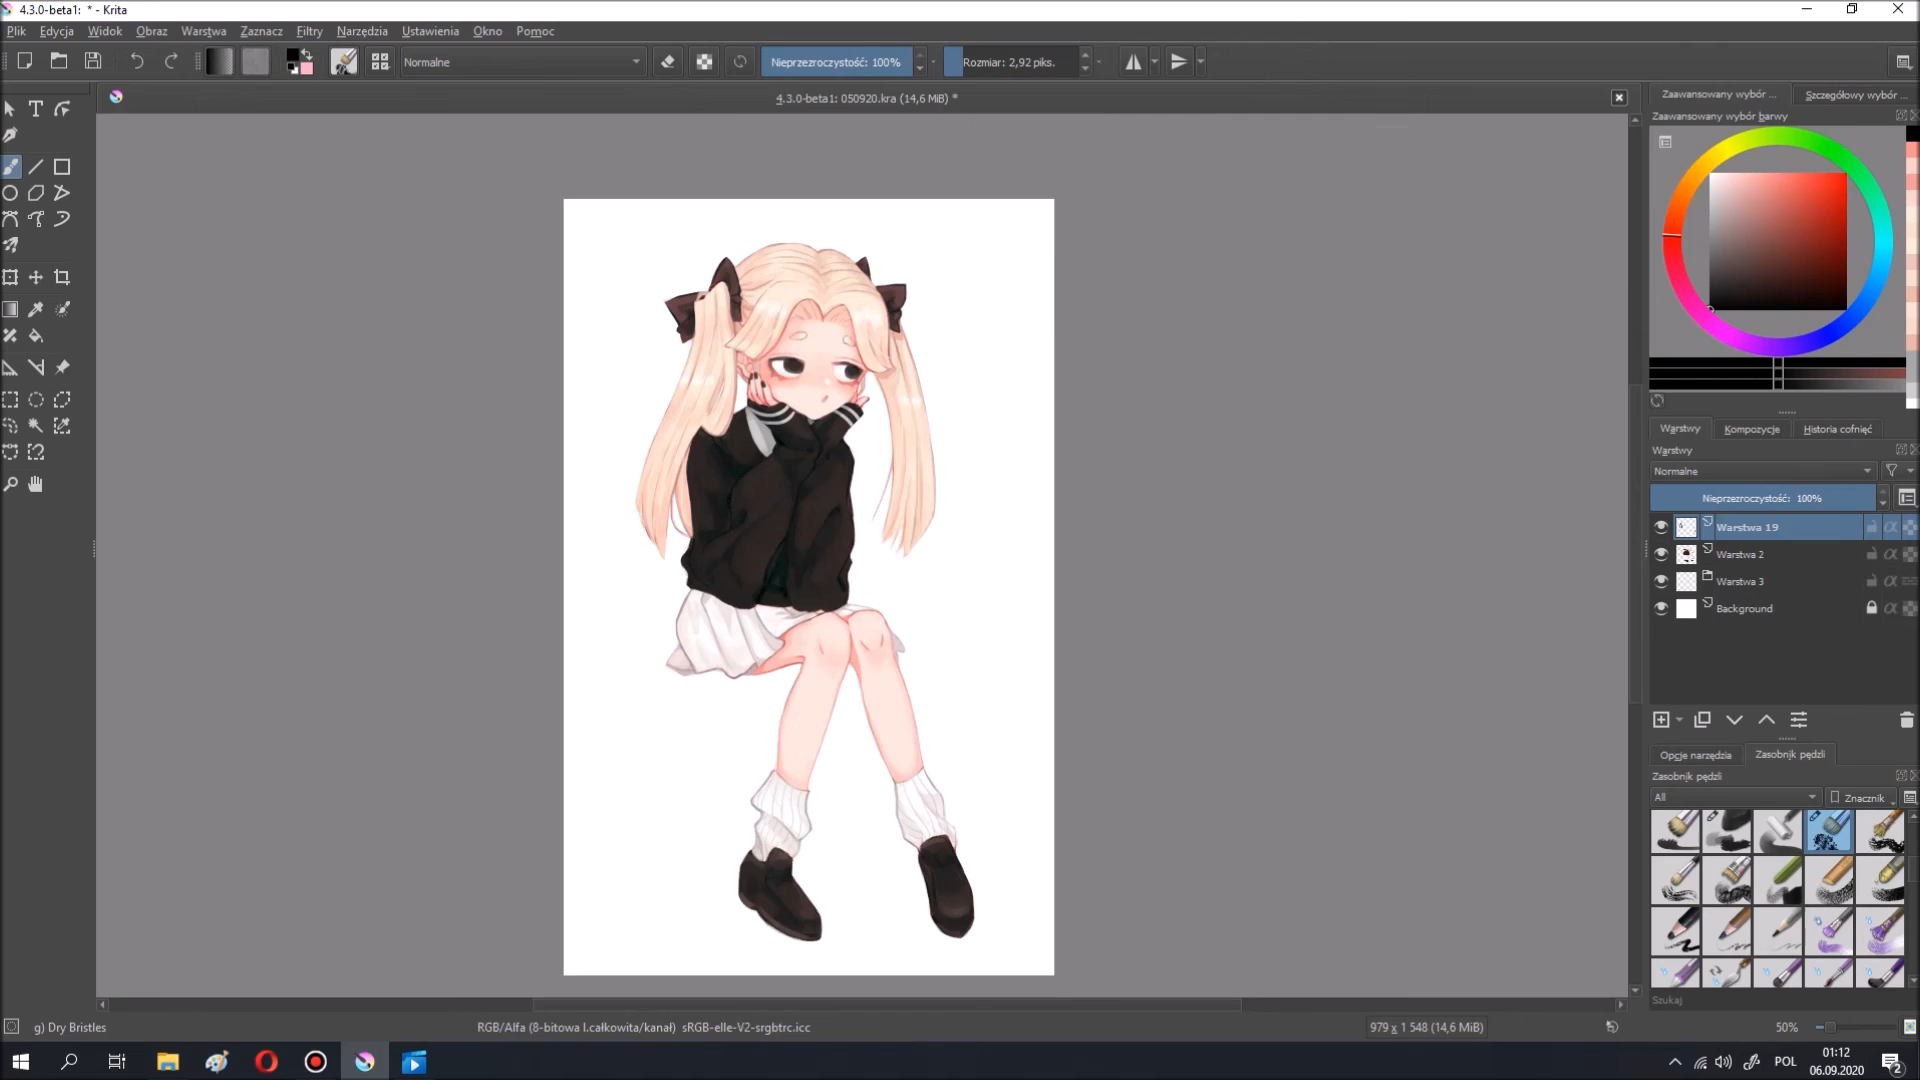 4.3.0-beta1: * - Krita
Plik Edycja Widok Obraz Warstwa Zaznacz Filtry Narzędzia Ustawienia Okno Pomoc
Normalne Nieprzezroczystość: 100% Rozmiar: 2,92 piks.
4.3.0-beta1: 050920.kra (14,6 MiB) *
Zaawansowany wybór ... Szczegółowy wybór ...
Zaawansowany wybór barwy
Warstwy Kompozycje Historia cofnięć
Warstwy
Normalne
Nieprzezroczystość: 100%
Warstwa 19
Warstwa 2
Warstwa 3
Background
Opcje narzędzia Zasobnik pędzli
Zasobnik pędzli
All Znacznik
Szukaj
g) Dry Bristles RGB/Alfa (8-bitowa l.całkowita/kanał) sRGB-elle-V2-srgbtrc.icc 979 x 1 548 (14,6 MiB) 50%
POL 01:12
06.09.2020 2